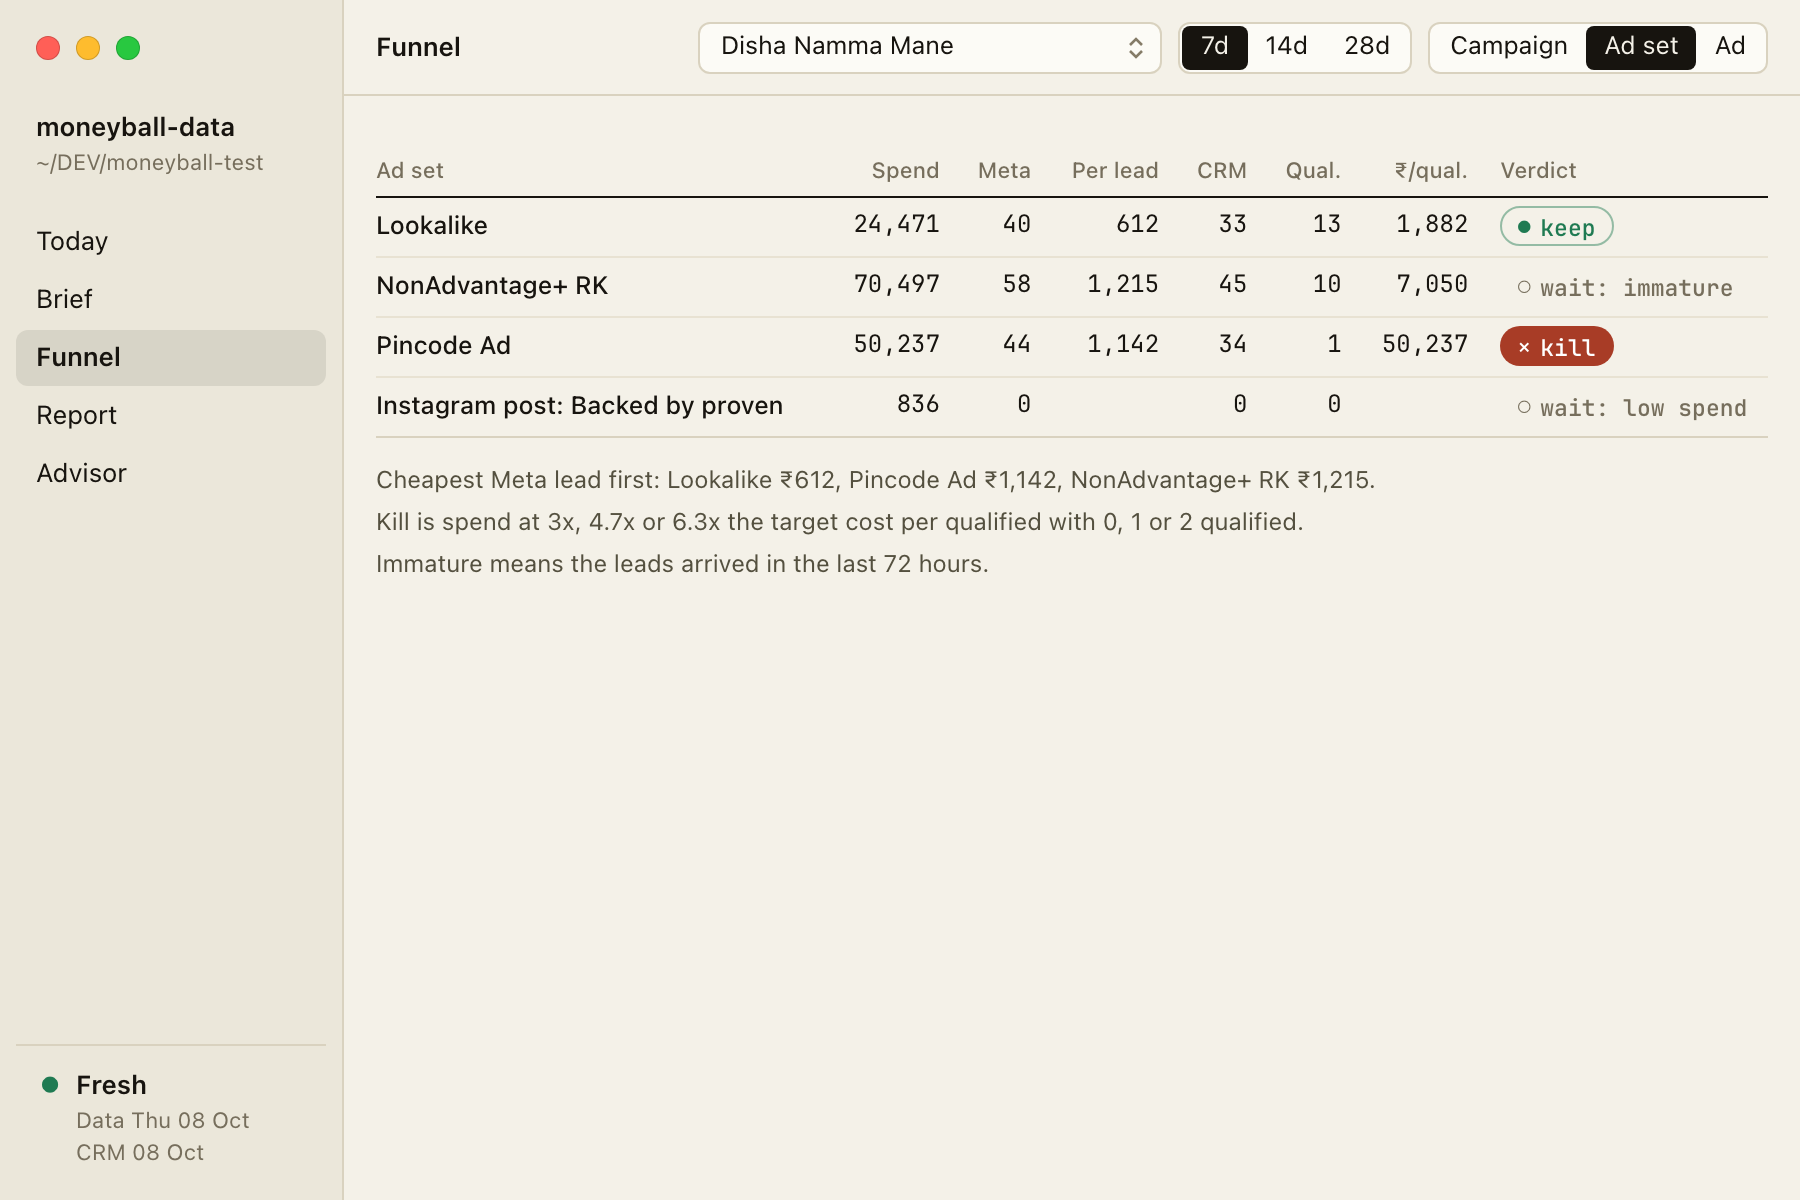 moneyball-data
~/DEV/moneyball-test
Today
Brief
Funnel
Report
Advisor
Fresh
Data Thu 08 Oct
CRM 08 Oct
Funnel Disha Namma Mane 7d 14d 28d Campaign Ad set Ad
Ad set Spend Meta Per lead CRM Qual. ₹/qual. Verdict
Lookalike 24,471 40 612 33 13 1,882 keep
NonAdvantage+ RK 70,497 58 1,215 45 10 7,050 wait: immature
Pincode Ad 50,237 44 1,142 34 1 50,237 × kill
Instagram post: Backed by proven 836 0 0 0 wait: low spend
Cheapest Meta lead first: Lookalike ₹612, Pincode Ad ₹1,142, NonAdvantage+ RK ₹1,215.
Kill is spend at 3x, 4.7x or 6.3x the target cost per qualified with 0, 1 or 2 qualified.
Immature means the leads arrived in the last 72 hours.